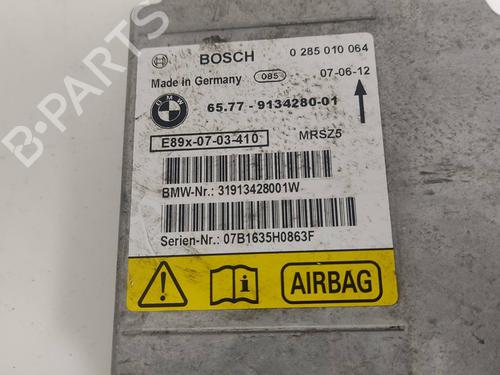 BOSCH 0 285 010 064
Made in Germany 085 07-06-12
BMW 65.77 - 9134280-01
E89x-07-03-410 MRSZ5
BMW-Nr.: 31913428001W
Serien-Nr.: 07B1635H0863F
AIRBAG